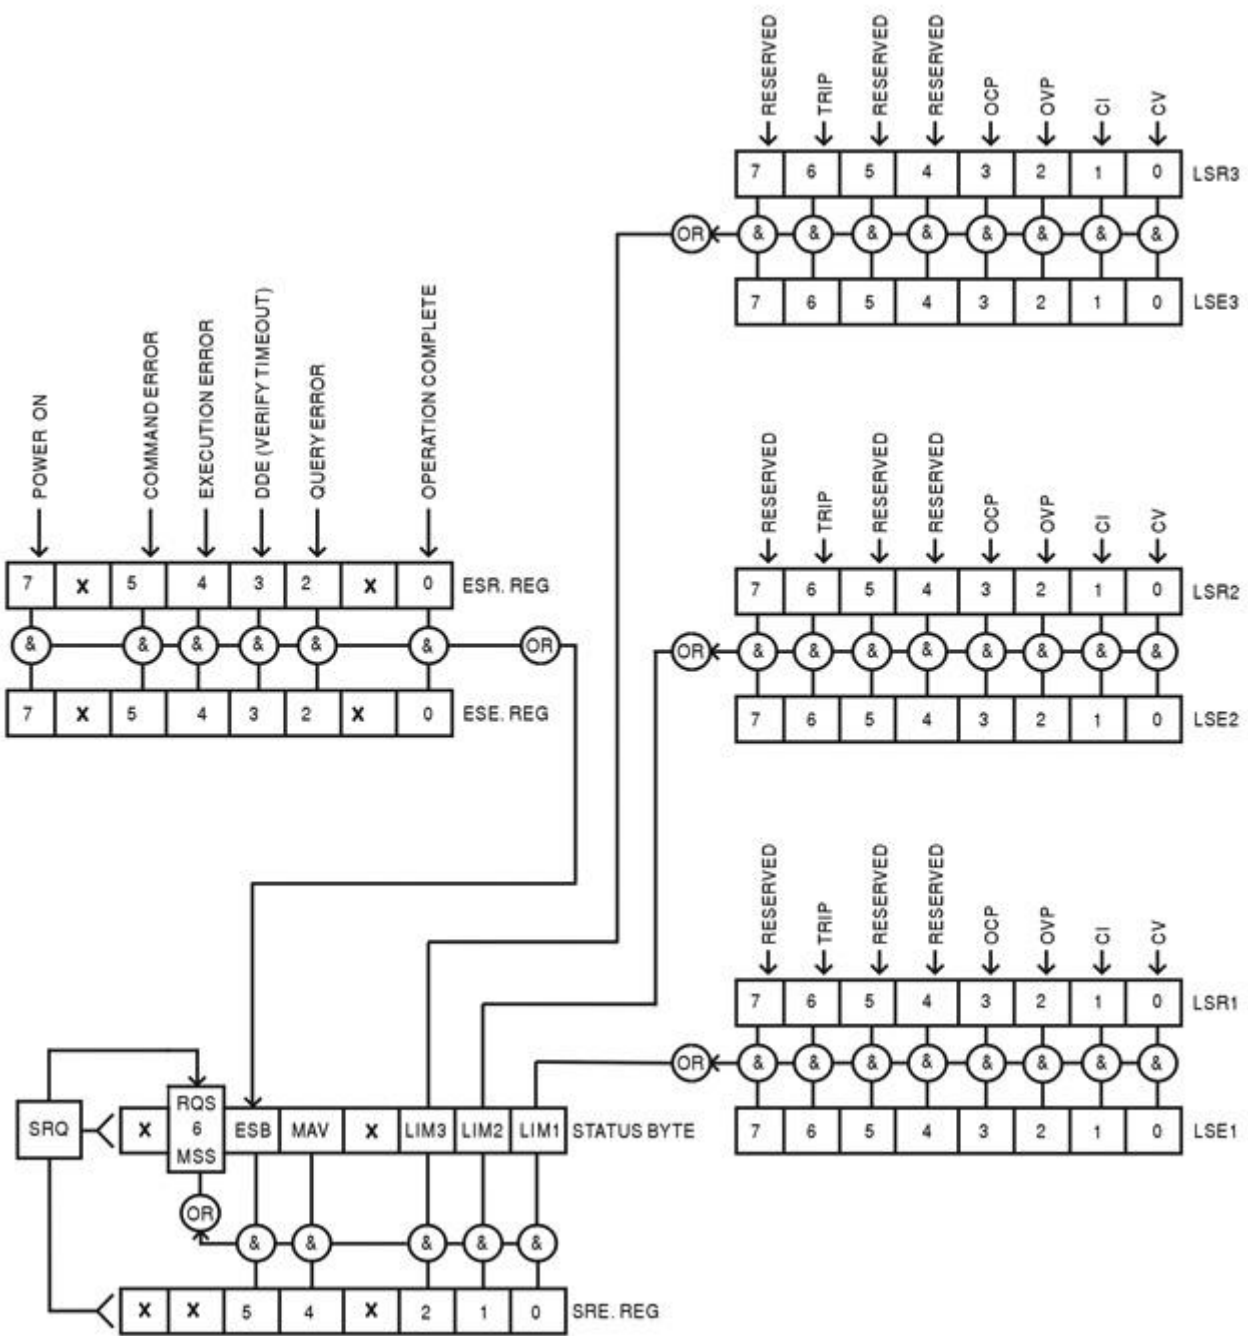 RESERVED TRIP RESERVED RESERVED OCP OVP CI CV
7 6 5 4 3 2 1 0 LSR3
OR & & & & & & & &
7 6 5 4 3 2 1 0 LSE3
POWER ON COMMAND ERROR EXECUTION ERROR DDE (VERIFY TIMEOUT) QUERY ERROR OPERATION COMPLETE
7 X 5 4 3 2 X 0 ESR. REG
& & & & & & OR
7 X 5 4 3 2 X 0 ESE. REG
RESERVED TRIP RESERVED RESERVED OCP OVP CI CV
7 6 5 4 3 2 1 0 LSR2
OR & & & & & & & &
7 6 5 4 3 2 1 0 LSE2
RESERVED TRIP RESERVED RESERVED OCP OVP CI CV
7 6 5 4 3 2 1 0 LSR1
OR & & & & & & & &
7 6 5 4 3 2 1 0 LSE1
SRQ X RQS 6 MSS ESB MAV X LIM3 LIM2 LIM1 STATUS BYTE
OR
& & & & &
X X 5 4 X 2 1 0 SRE. REG